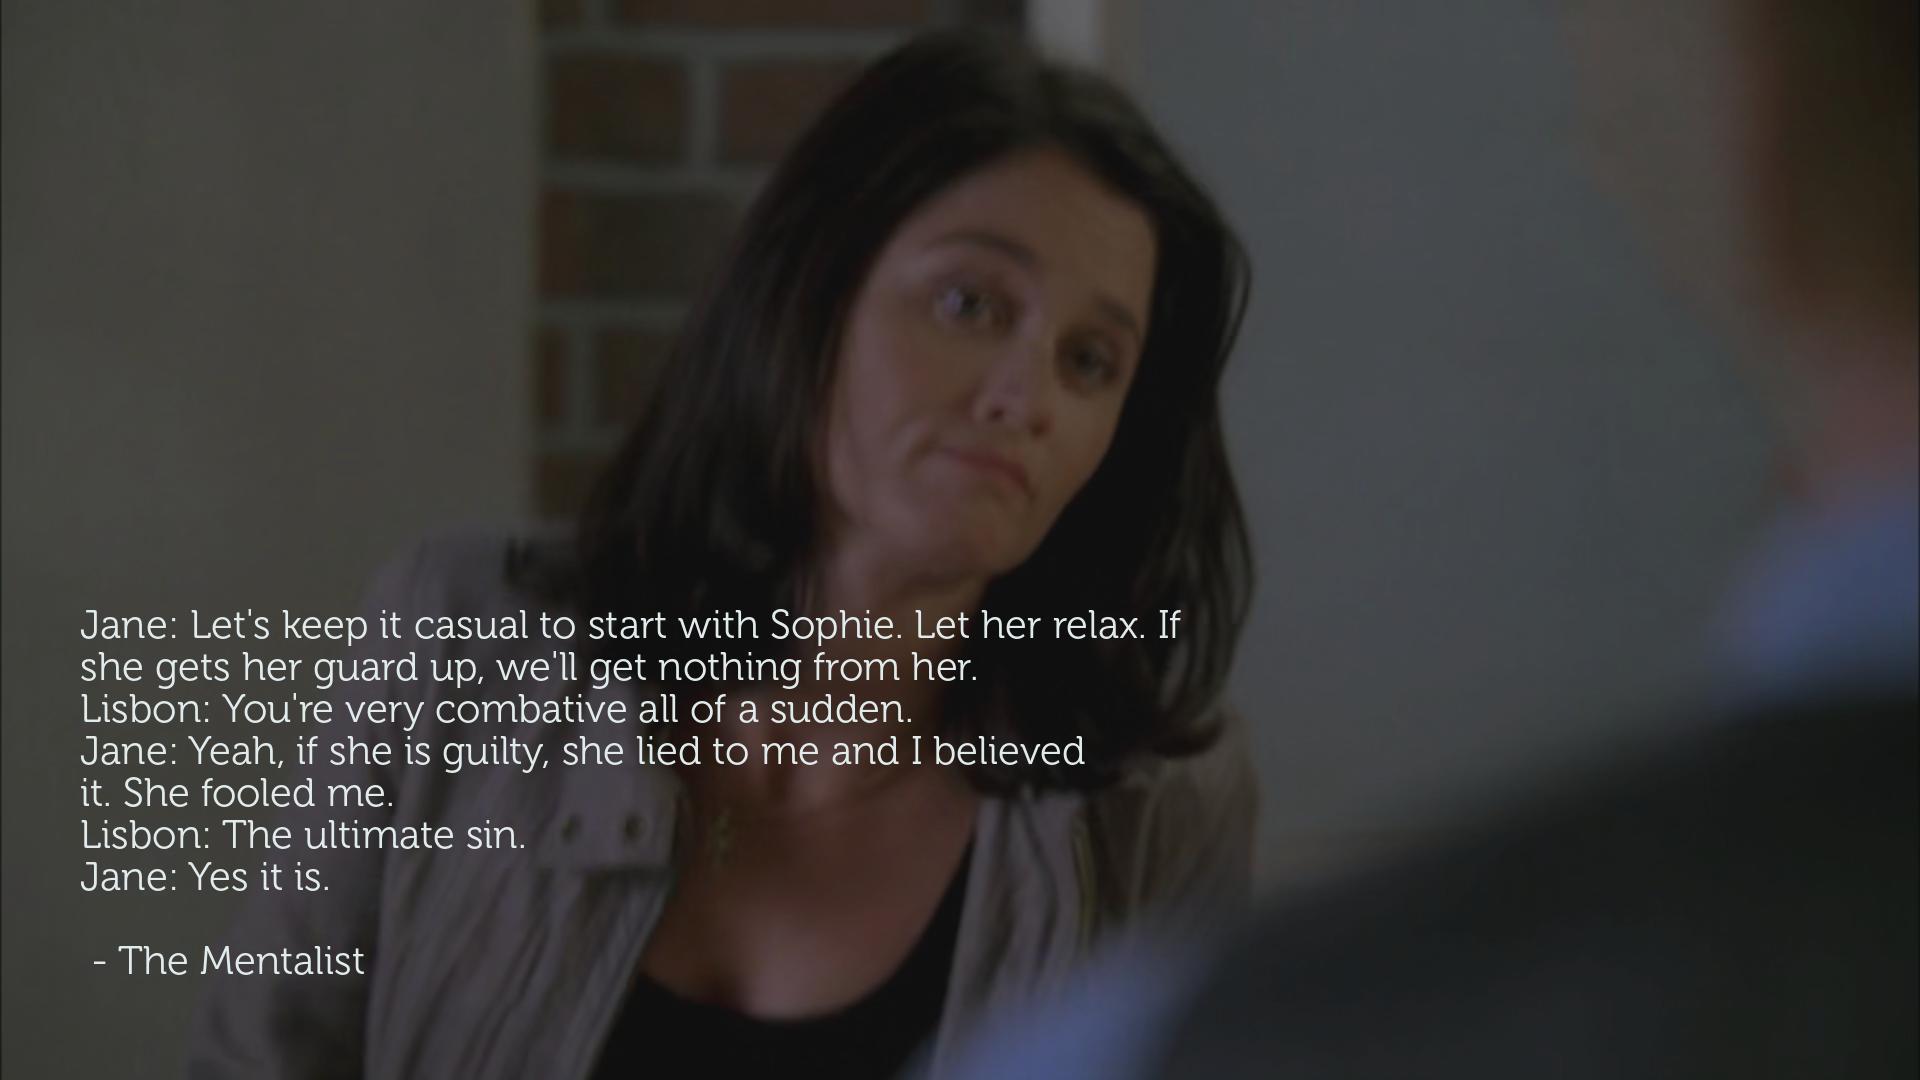 Jane: Let's keep it casual to start with Sophie. Let her relax. If
she gets her guard up, we'll get nothing from her.
Lisbon: You're very combative all of a sudden.
Jane: Yeah, if she is guilty, she lied to me and I believed
it. She fooled me.
Lisbon: The ultimate sin.
Jane: Yes it is.
- The Mentalist